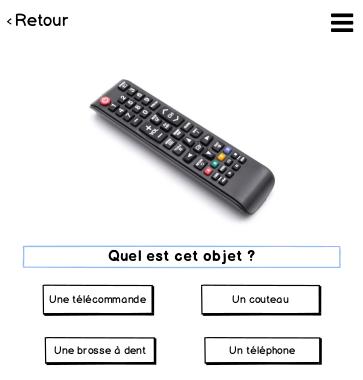 < Retour
Quel est cet objet ?
Une télécommande
Un couteau
Une brosse à dent
Un téléphone